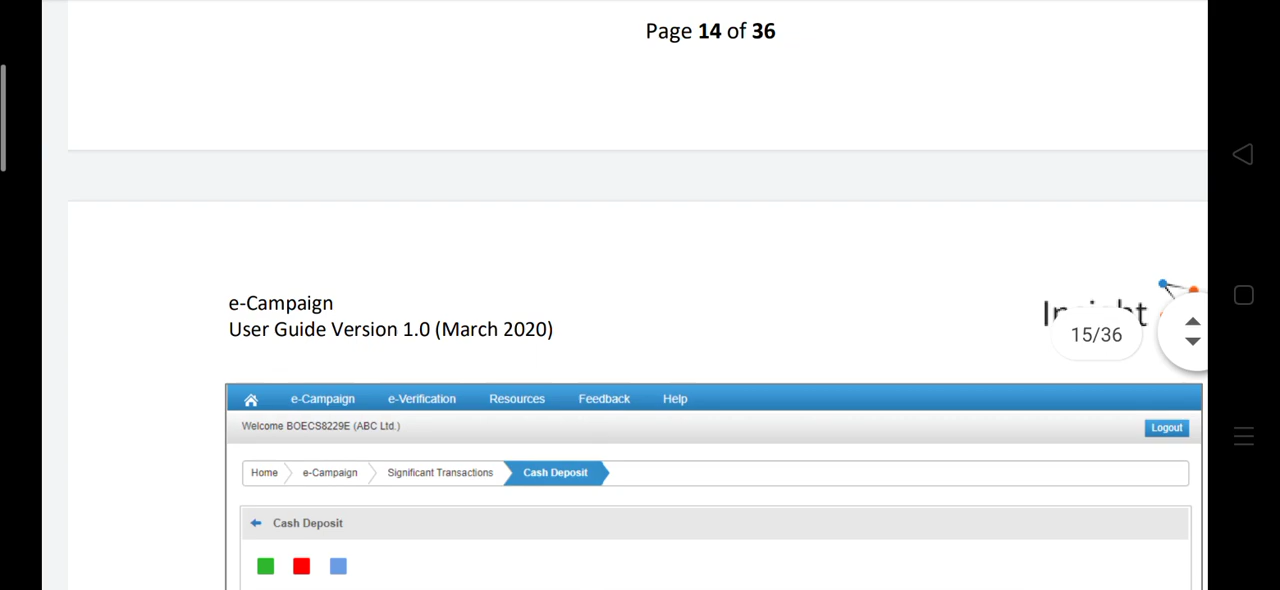 Page 14 of 36
e-Campaign
User Guide Version 1.0 (March 2020)
15/36
e-Campaign e-Verification Resources Feedback Help
Welcome BOECS8229E (ABC Ltd.)
Logout
Home e-Campaign Significant Transactions Cash Deposit
Cash Deposit